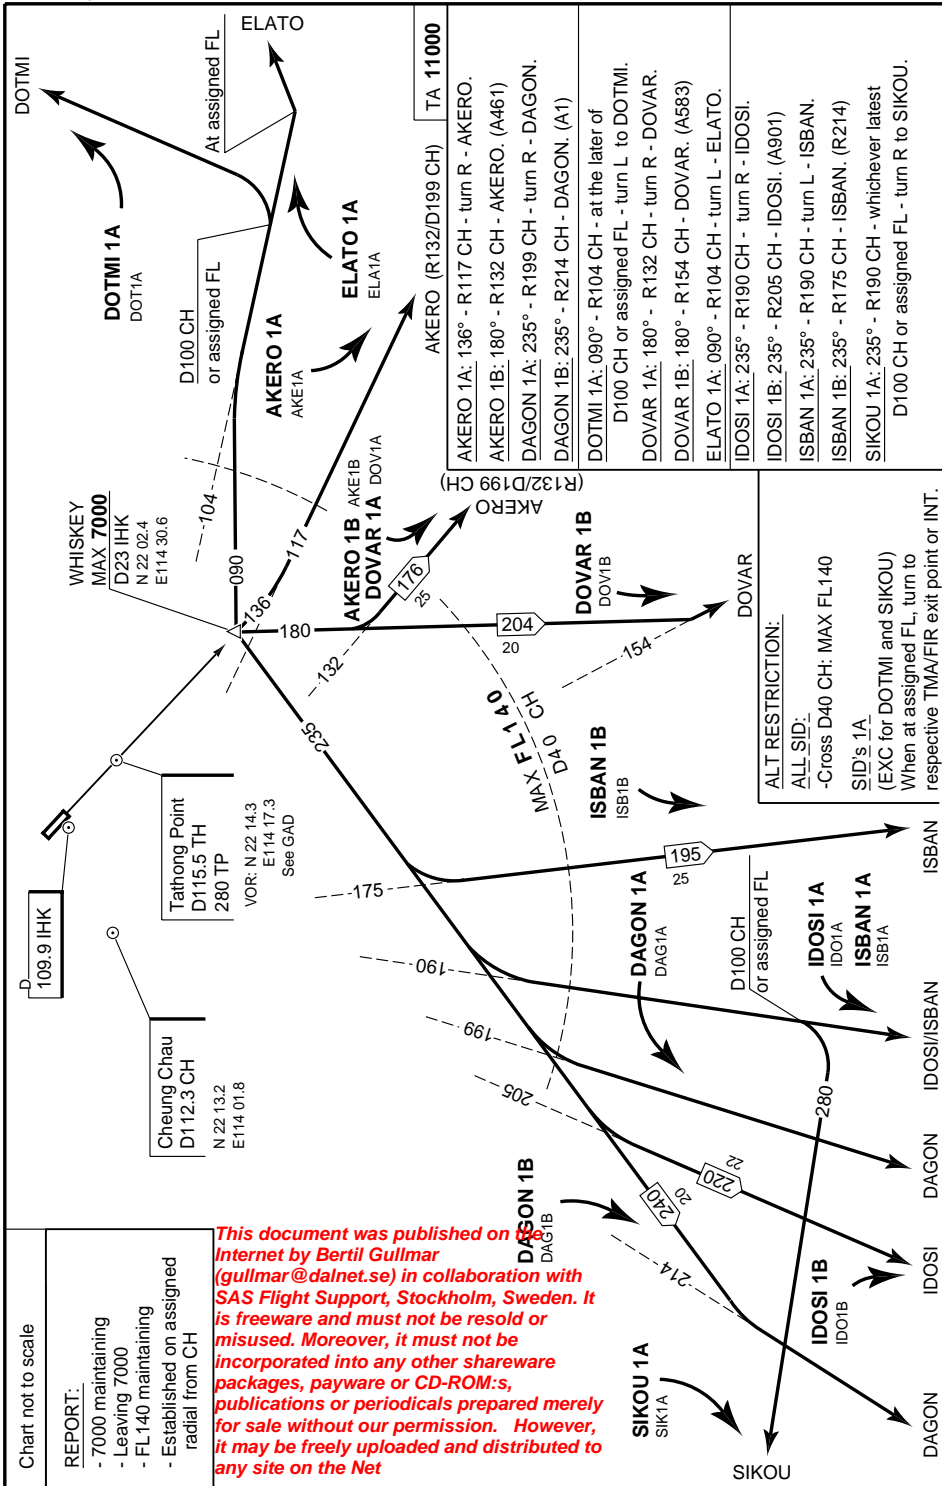 Chart not to scale
REPORT:
- 7000 maintaining
- Leaving 7000
- FL140 maintaining
- Established on assigned
radial from CH
D
109.9 IHK
Cheung Chau
D112.3 CH
N 22 13.2
E114 01.8
Tathong Point
D115.5 TH
280 TP
VOR: N 22 14.3
E114 17.3
See GAD
WHISKEY
MAX 7000
D23 IHK
N 22 02.4
E114 30.6
DOTMI
ELATO
At assigned FL
DOTMI 1A
DOT1A
D100 CH
or assigned FL
ELATO 1A
ELA1A
AKERO 1A
AKE1A
TA 11000
104
090
117
136
180
235
132
AKERO (R132/D199 CH)
AKERO 1B AKE1B
DOVAR 1A DOV1A
176
25
AKERO
(R132/D199 CH)
204
20
DOVAR 1B
DOV1B
154
DOVAR
MAX FL140
D40 CH
ISBAN 1B
ISB1B
175
195
25
ISBAN
190
DAGON 1A
DAG1A
D100 CH
or assigned FL
IDOSI 1A
IDO1A
ISBAN 1A
ISB1A
IDOSI/ISBAN
199
280
DAGON
205
220
22
IDOSI
DAGON 1B
DAG1B
240
20
214
IDOSI 1B
IDO1B
SIKOU 1A
SIK1A
DAGON
SIKOU
AKERO 1A: 136° - R117 CH - turn R - AKERO.
AKERO 1B: 180° - R132 CH - AKERO. (A461)
DAGON 1A: 235° - R199 CH - turn R - DAGON.
DAGON 1B: 235° - R214 CH - DAGON. (A1)
DOTMI 1A: 090° - R104 CH - at the later of
D100 CH or assigned FL - turn L to DOTMI.
DOVAR 1A: 180° - R132 CH - turn R - DOVAR.
DOVAR 1B: 180° - R154 CH - DOVAR. (A583)
ELATO 1A: 090° - R104 CH - turn L - ELATO.
IDOSI 1A: 235° - R190 CH - turn R - IDOSI.
IDOSI 1B: 235° - R205 CH - IDOSI. (A901)
ISBAN 1A: 235° - R190 CH - turn L - ISBAN.
ISBAN 1B: 235° - R175 CH - ISBAN. (R214)
SIKOU 1A: 235° - R190 CH - whichever latest
D100 CH or assigned FL - turn R to SIKOU.
ALT RESTRICTION:
ALL SID:
-Cross D40 CH: MAX FL140
SID's 1A
(EXC for DOTMI and SIKOU)
When at assigned FL, turn to
respective TMA/FIR exit point or INT.
This document was published on the
Internet by Bertil Gullmar
(gullmar@dalnet.se) in collaboration with
SAS Flight Support, Stockholm, Sweden. It
is freeware and must not be resold or
misused. Moreover, it must not be
incorporated into any other shareware
packages, payware or CD-ROM:s,
publications or periodicals prepared merely
for sale without our permission. However,
it may be freely uploaded and distributed to
any site on the Net